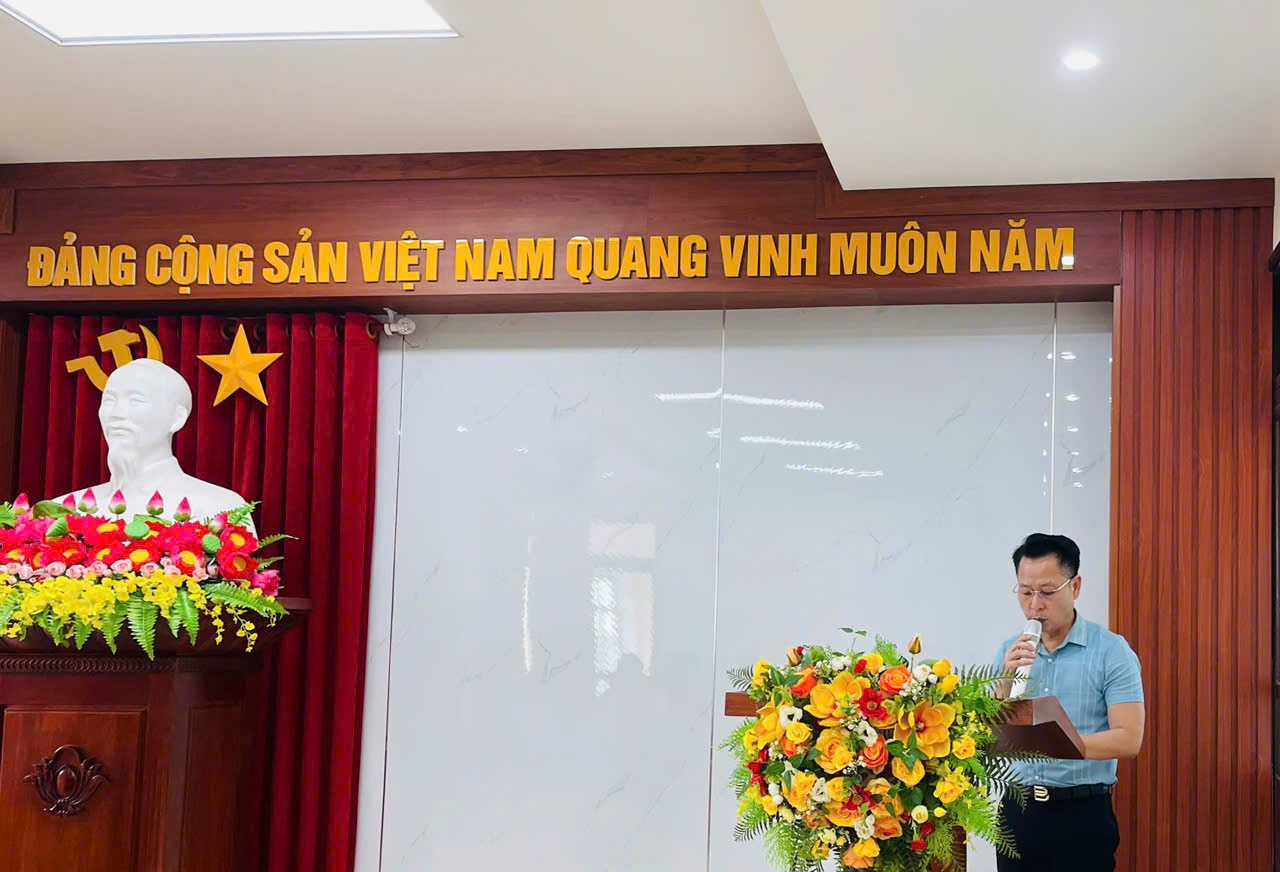 ĐẢNG CỘNG SẢN VIỆT NAM QUANG VINH MUÔN NĂM